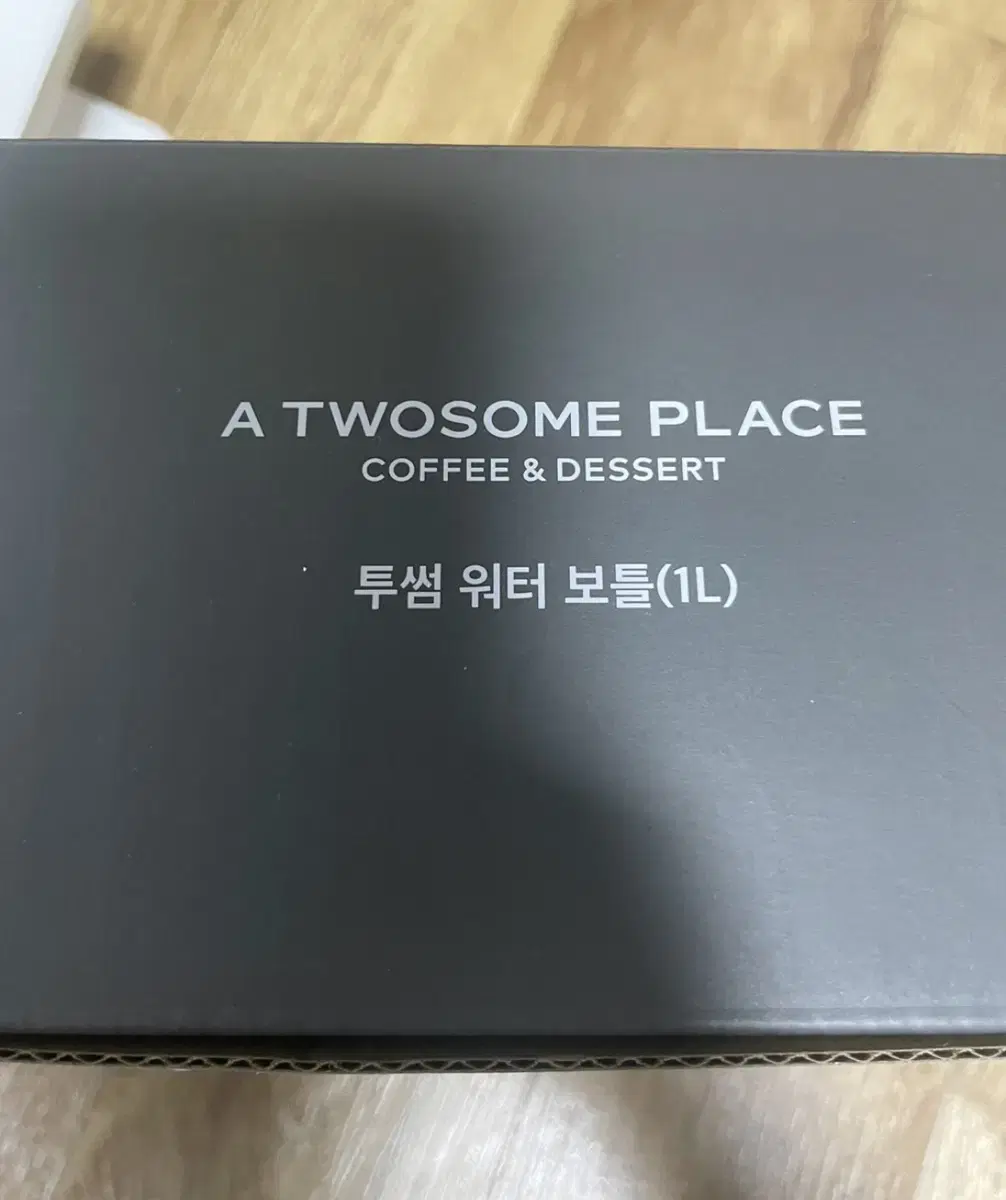 A TWOSOME PLACE
COFFEE & DESSERT
투썸 워터 보틀(1L)